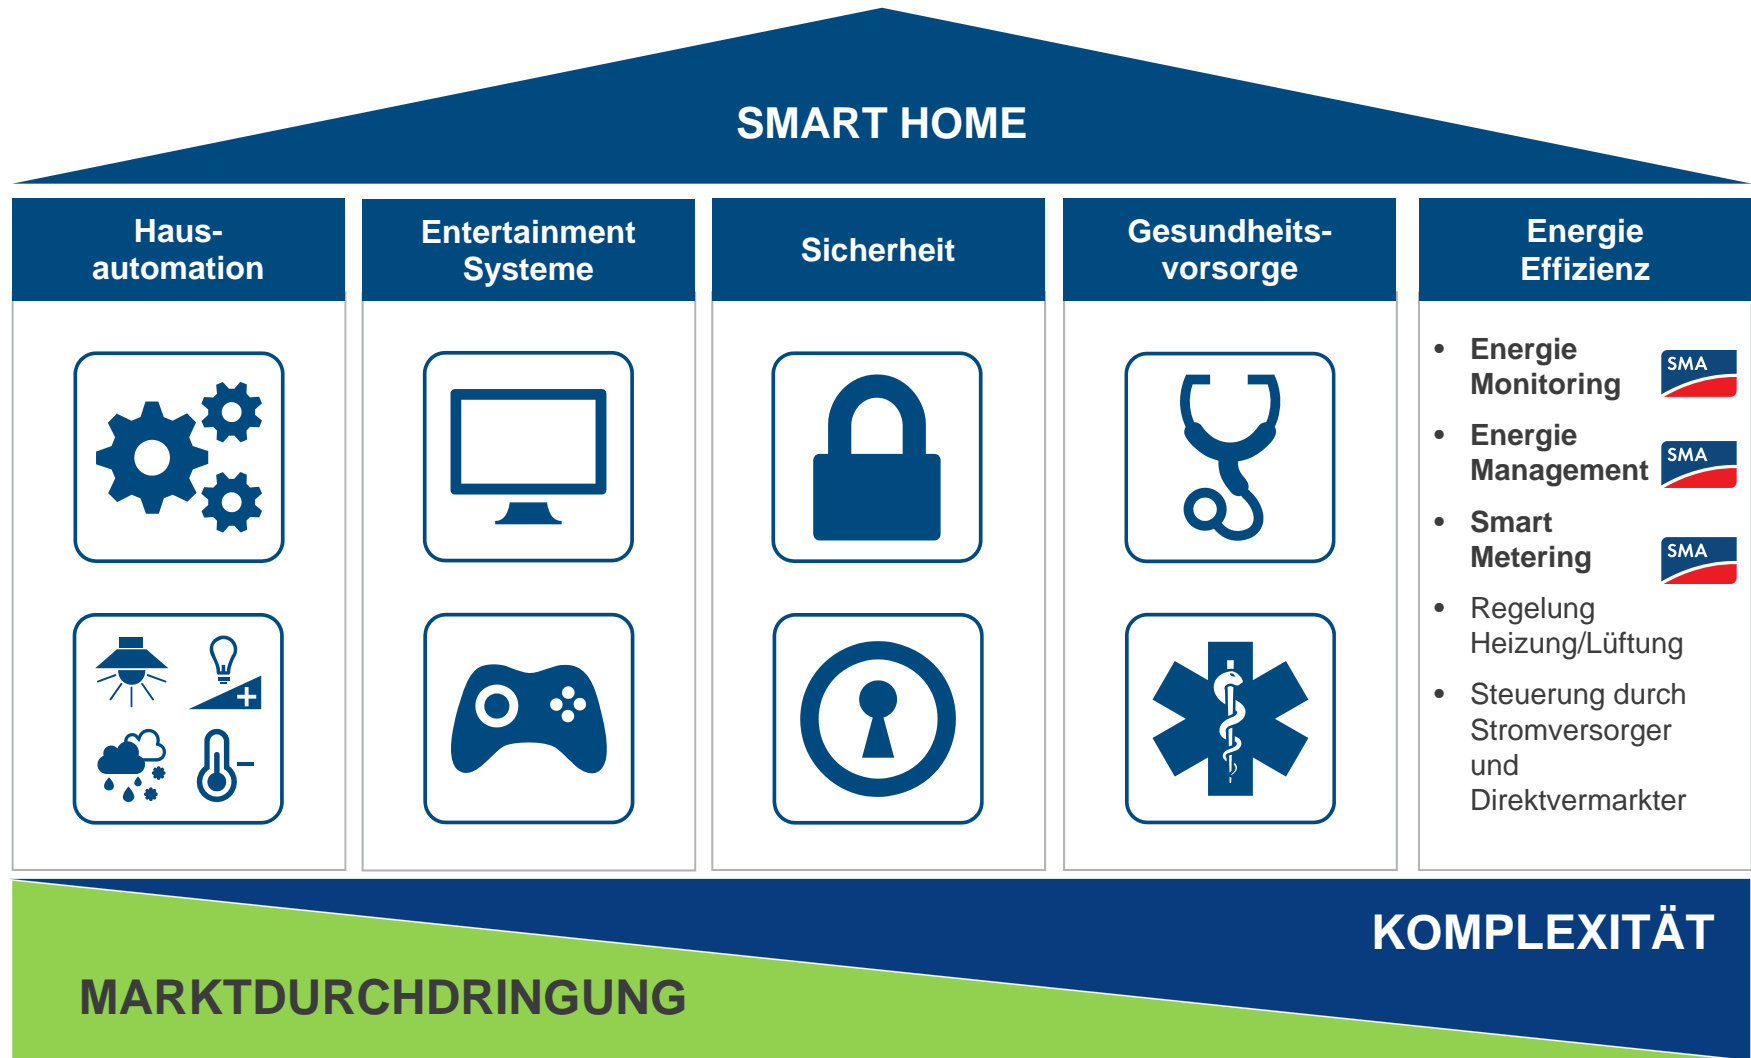 SMART HOME
Haus-
automation
Entertainment
Systeme
Sicherheit
Gesundheits-
vorsorge
Energie
Effizienz
• Energie
Monitoring
SMA
• Energie
Management
SMA
• Smart
Metering
SMA
• Regelung
Heizung/Lüftung
• Steuerung durch
Stromversorger
und
Direktvermarkter
KOMPLEXITÄT
MARKTDURCHDRINGUNG